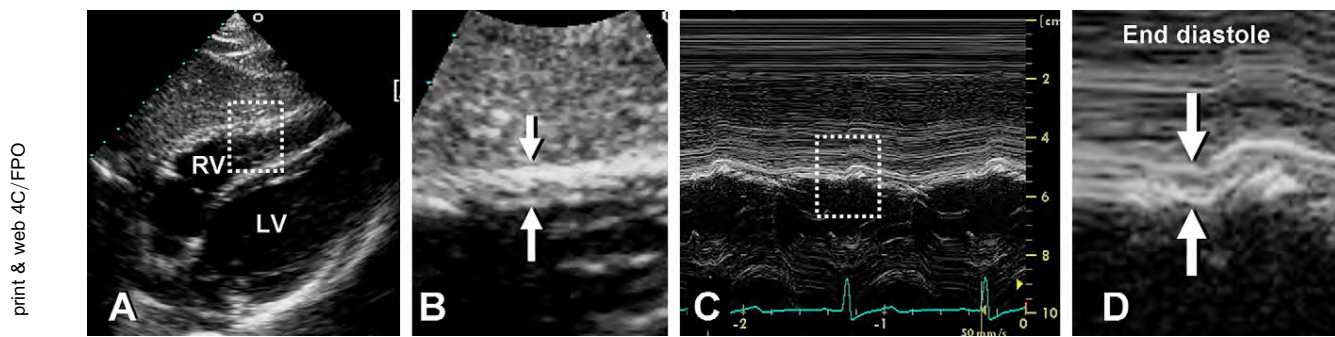 print & web 4C/FPO
RV
LV
A
B
[cm
2
4
6
8
10
-2
-1
0
50 mm/s
C
End diastole
D